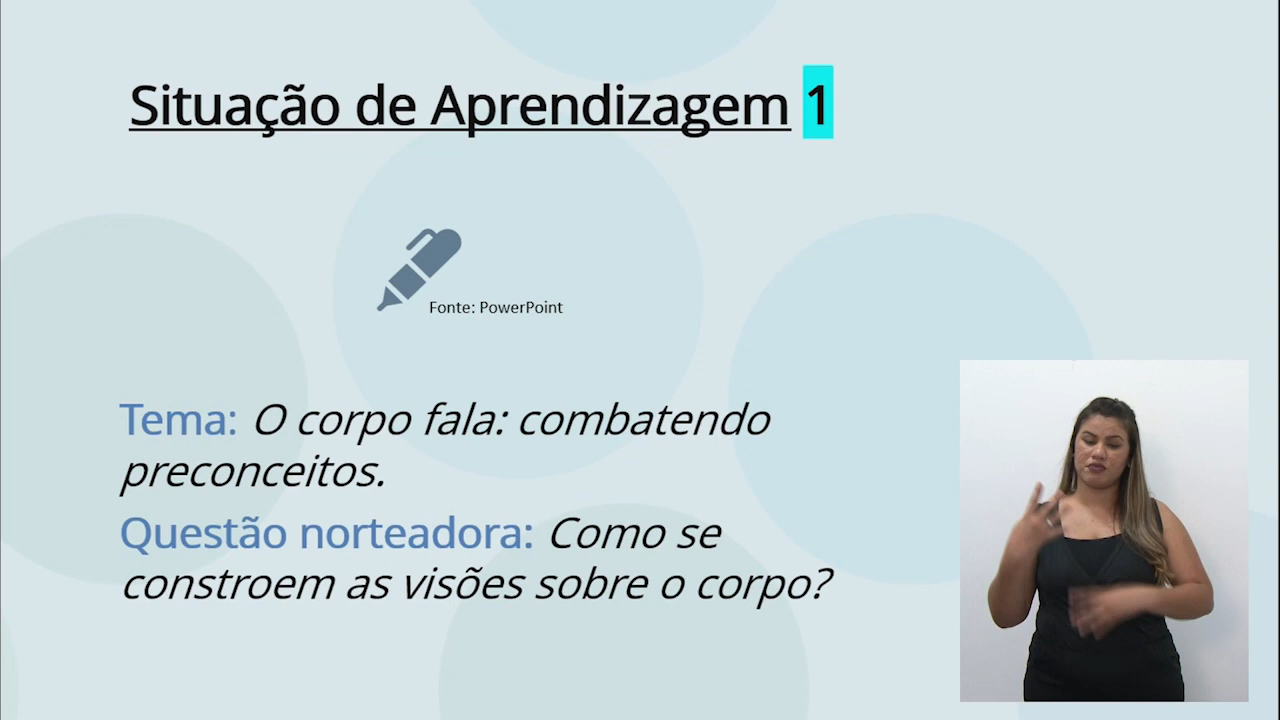 Situação de Aprendizagem 1
Fonte: PowerPoint
Tema: O corpo fala: combatendo
preconceitos.
Questão norteadora: Como se
constroem as visões sobre o corpo?